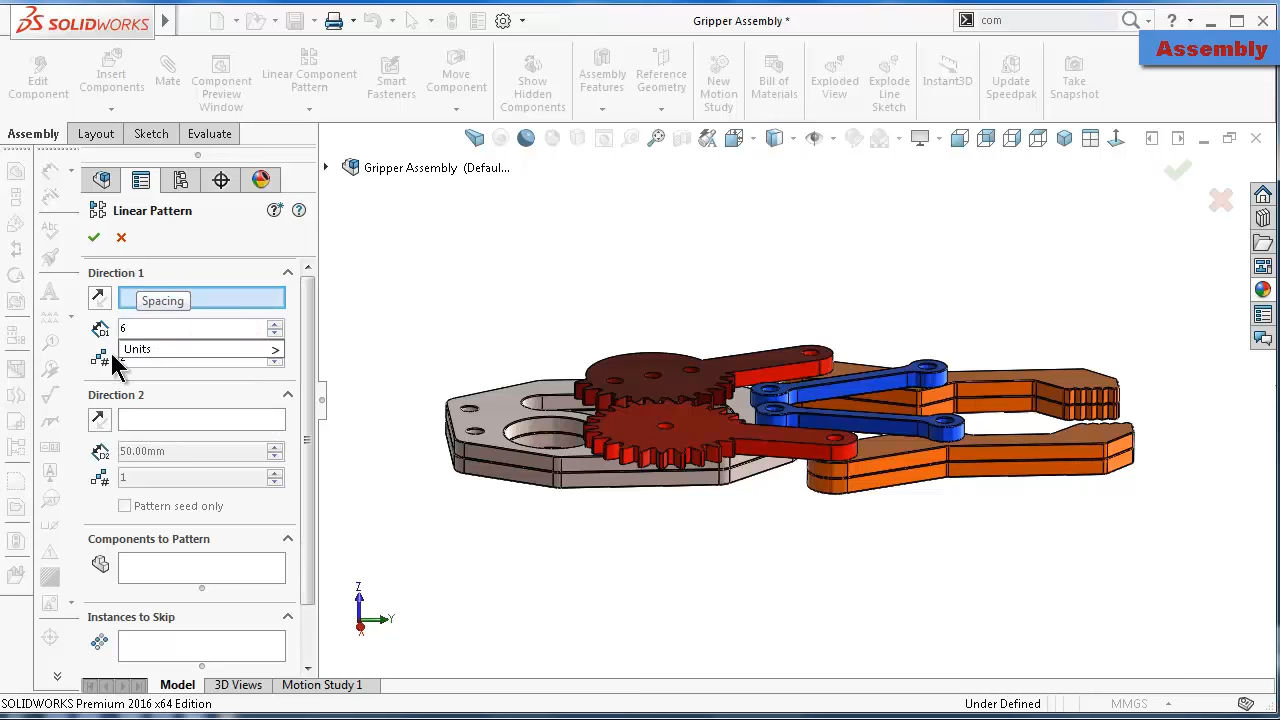 SOLIDWORKS
Gripper Assembly *
com
Assembly
Edit Component
Insert Components
Mate
Component Preview Window
Linear Component Pattern
Smart Fasteners
Move Component
Show Hidden Components
Assembly Features
Reference Geometry
New Motion Study
Bill of Materials
Exploded View
Explode Line Sketch
Instant3D
Update Speedpak
Take Snapshot
Assembly
Layout
Sketch
Evaluate
Gripper Assembly (Defaul...
Linear Pattern
Direction 1
Spacing
6
Units
Direction 2
50.00mm
1
Pattern seed only
Components to Pattern
Instances to Skip
Z
Y
X
Model
3D Views
Motion Study 1
SOLIDWORKS Premium 2016 x64 Edition
Under Defined
MMGS